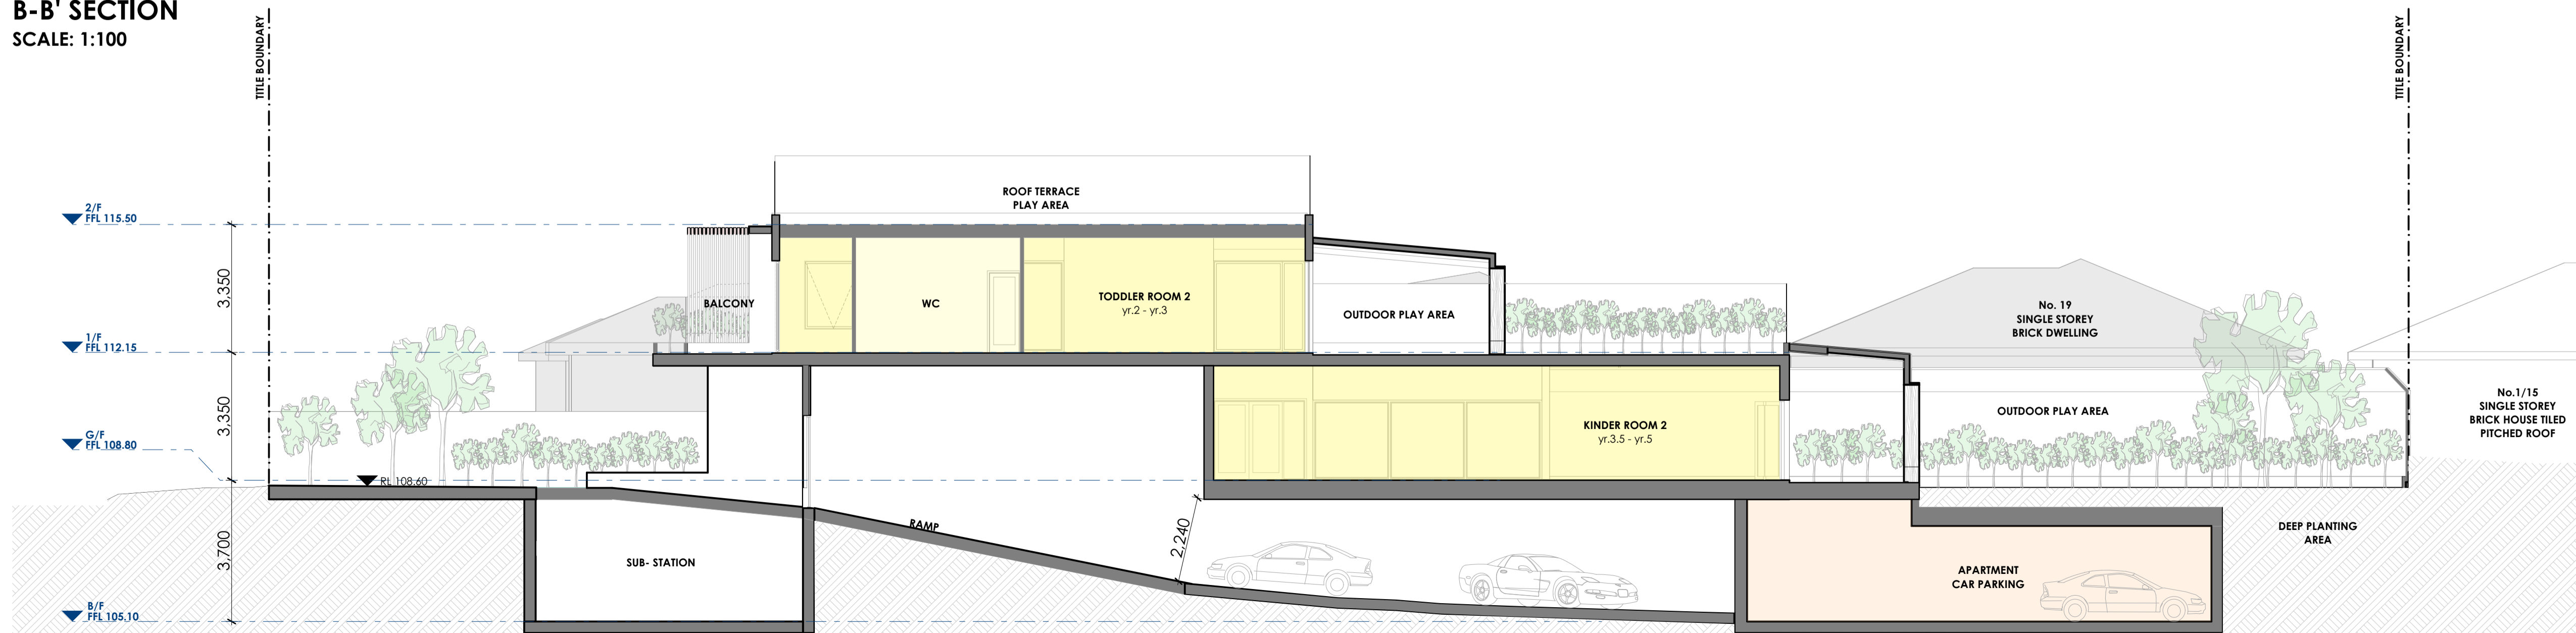 B-B' SECTION
SCALE: 1:100
TITLE BOUNDARY
TITLE BOUNDARY
ROOF TERRACE
PLAY AREA
2/F
FFL 115.50
3,350
BALCONY
WC
TODDLER ROOM 2
yr.2 - yr.3
OUTDOOR PLAY AREA
No. 19
SINGLE STOREY
BRICK DWELLING
1/F
FFL 112.15
3,350
KINDER ROOM 2
yr.3.5 - yr.5
OUTDOOR PLAY AREA
No.1/15
SINGLE STOREY
BRICK HOUSE TILED
PITCHED ROOF
G/F
FFL 108.80
RL 108.60
3,700
RAMP
2,240
SUB- STATION
APARTMENT
CAR PARKING
DEEP PLANTING
AREA
B/F
FFL 105.10